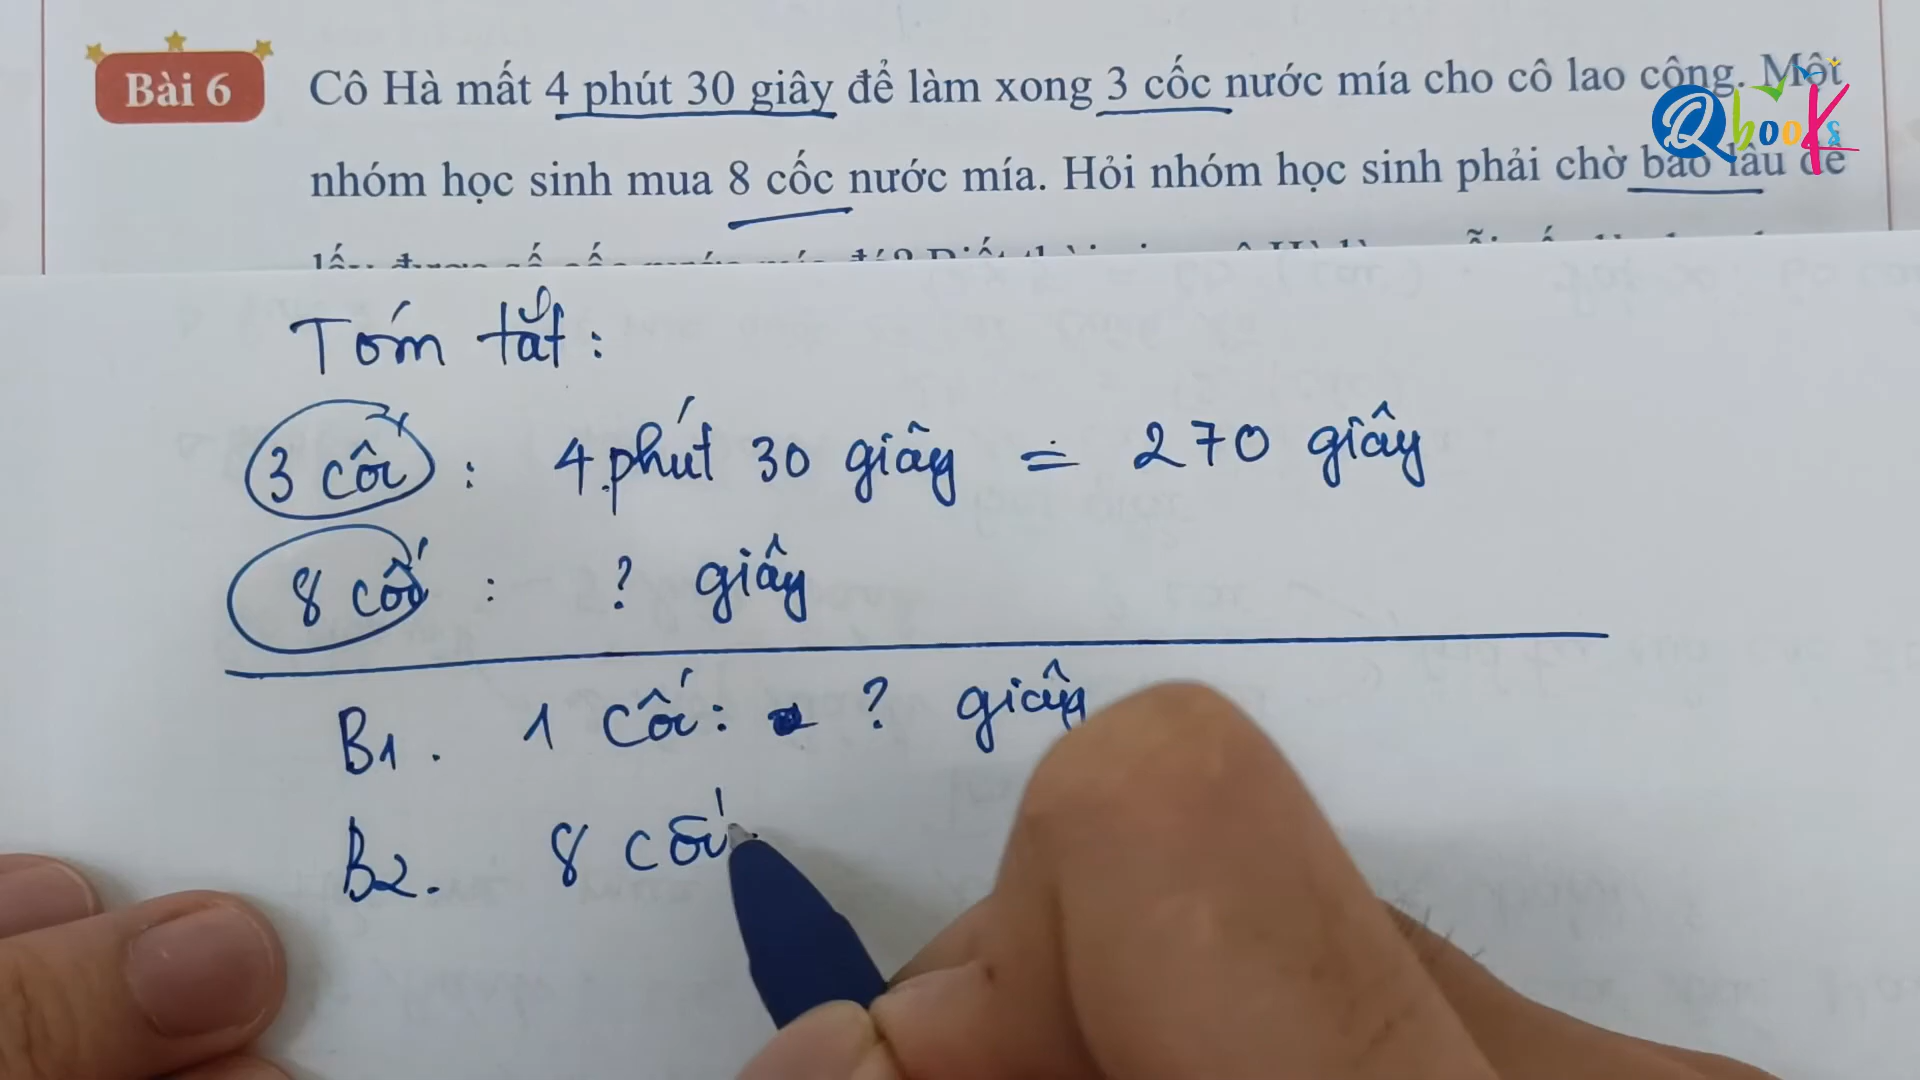 Bài 6 Cô Hà mất 4 phút 30 giây để làm xong 3 cốc nước mía cho cô lao công. Một
Qbooks
nhóm học sinh mua 8 cốc nước mía. Hỏi nhóm học sinh phải chờ bao lâu để
Tóm tắt:
3 cốc : 4 phút 30 giây = 270 giây
8 cốc : ? giây
B1. 1 cốc: ? giây
B2. 8 cốc